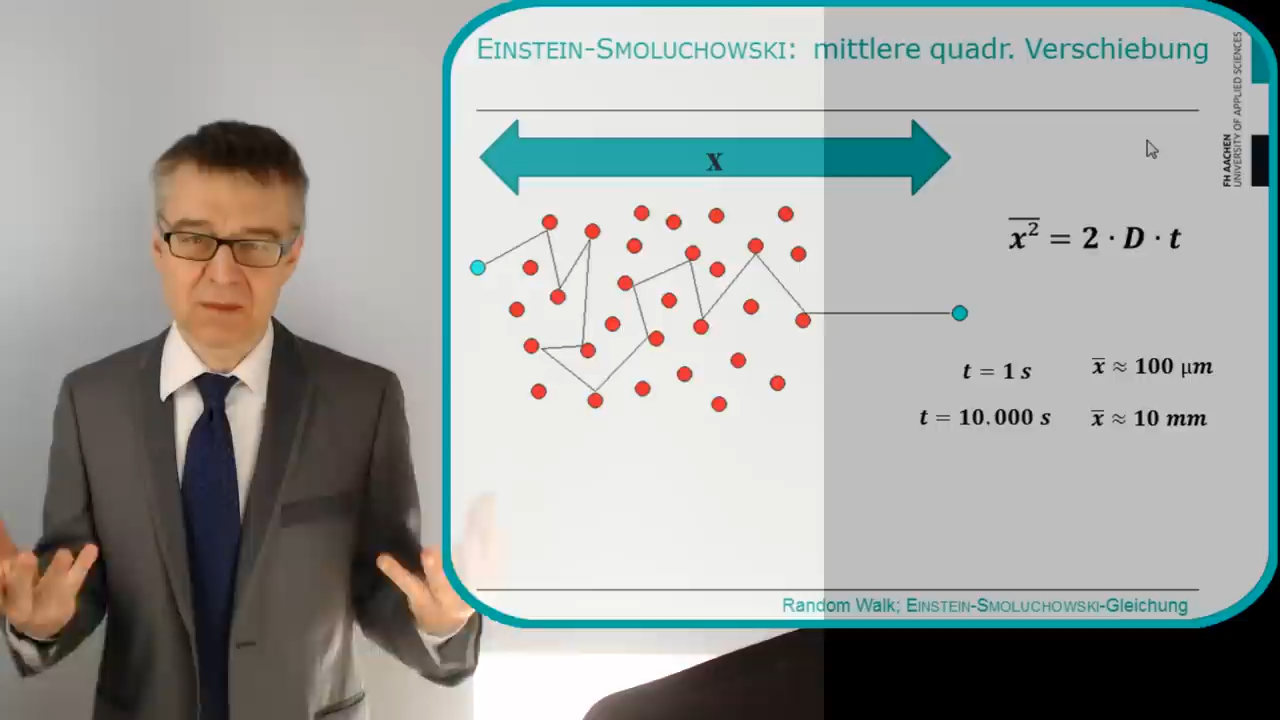 EINSTEIN-SMOLUCHOWSKI: mittlere quadr. Verschiebung
x
FH AACHEN
UNIVERSITY OF APPLIED SCIENCES
x̄² = 2 · D · t
t = 1 s x̄ ≈ 100 µm
t = 10.000 s x̄ ≈ 10 mm
Random Walk; EINSTEIN-SMOLUCHOWSKI-Gleichung